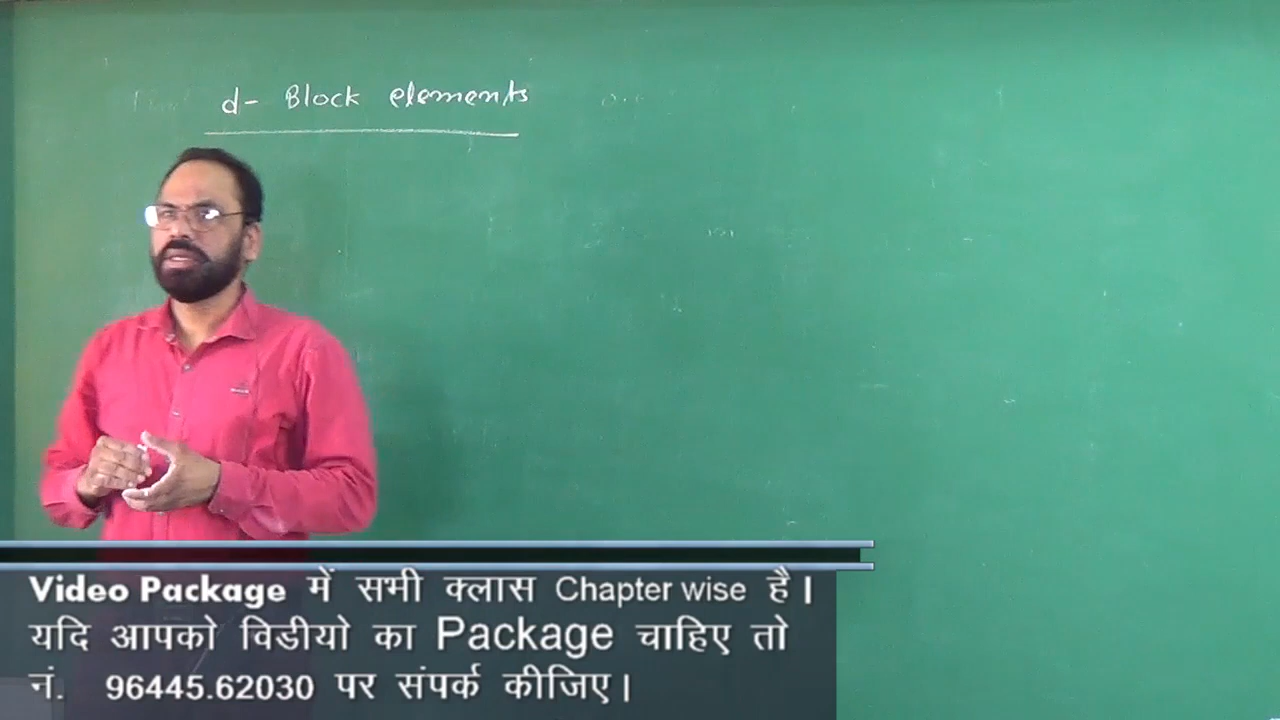 d- Block elements
Video Package में सभी क्लास Chapter wise है।
यदि आपको विडीयो का Package चाहिए तो
नं. 96445.62030 पर संपर्क कीजिए।